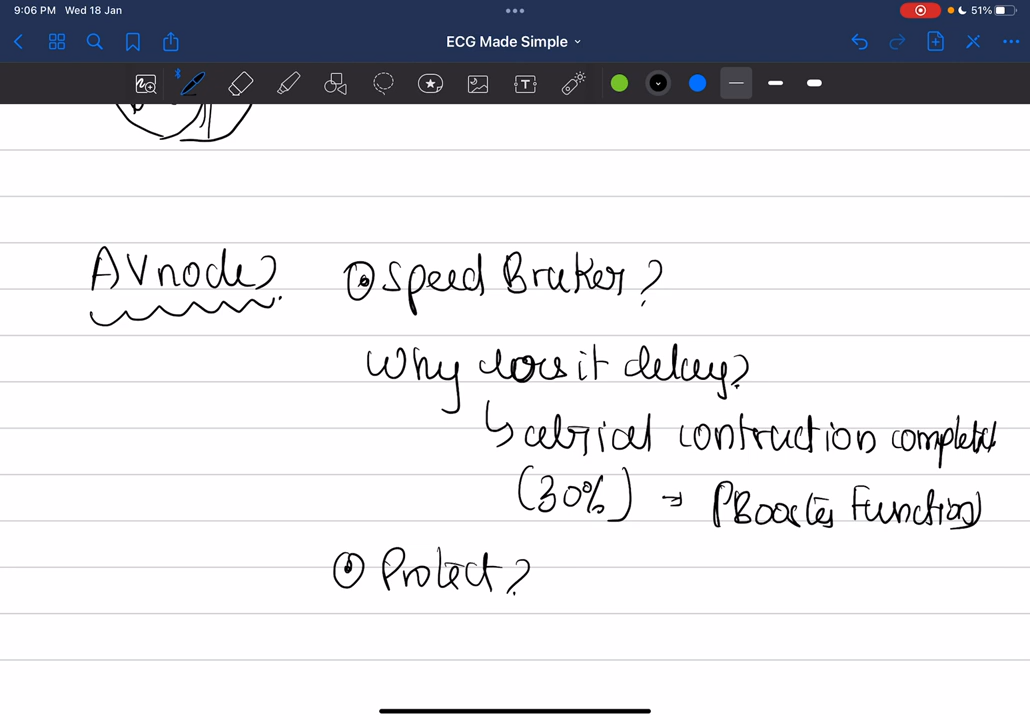 9:06 PM Wed 18 Jan
51%
ECG Made Simple
T
AV node?
Speed Braker?
Why does it delay?
atrial contraction complete
(30%) → Booster Function
Protect?